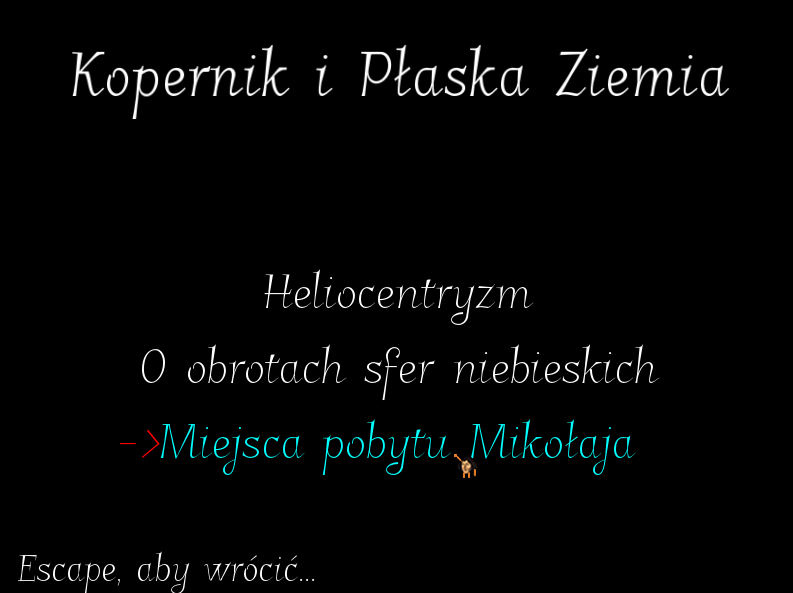 Kopernik i Płaska Ziemia
Heliocentryzm
O obrotach sfer niebieskich
->Miejsca pobytu Mikołaja
Escape, aby wrócić...